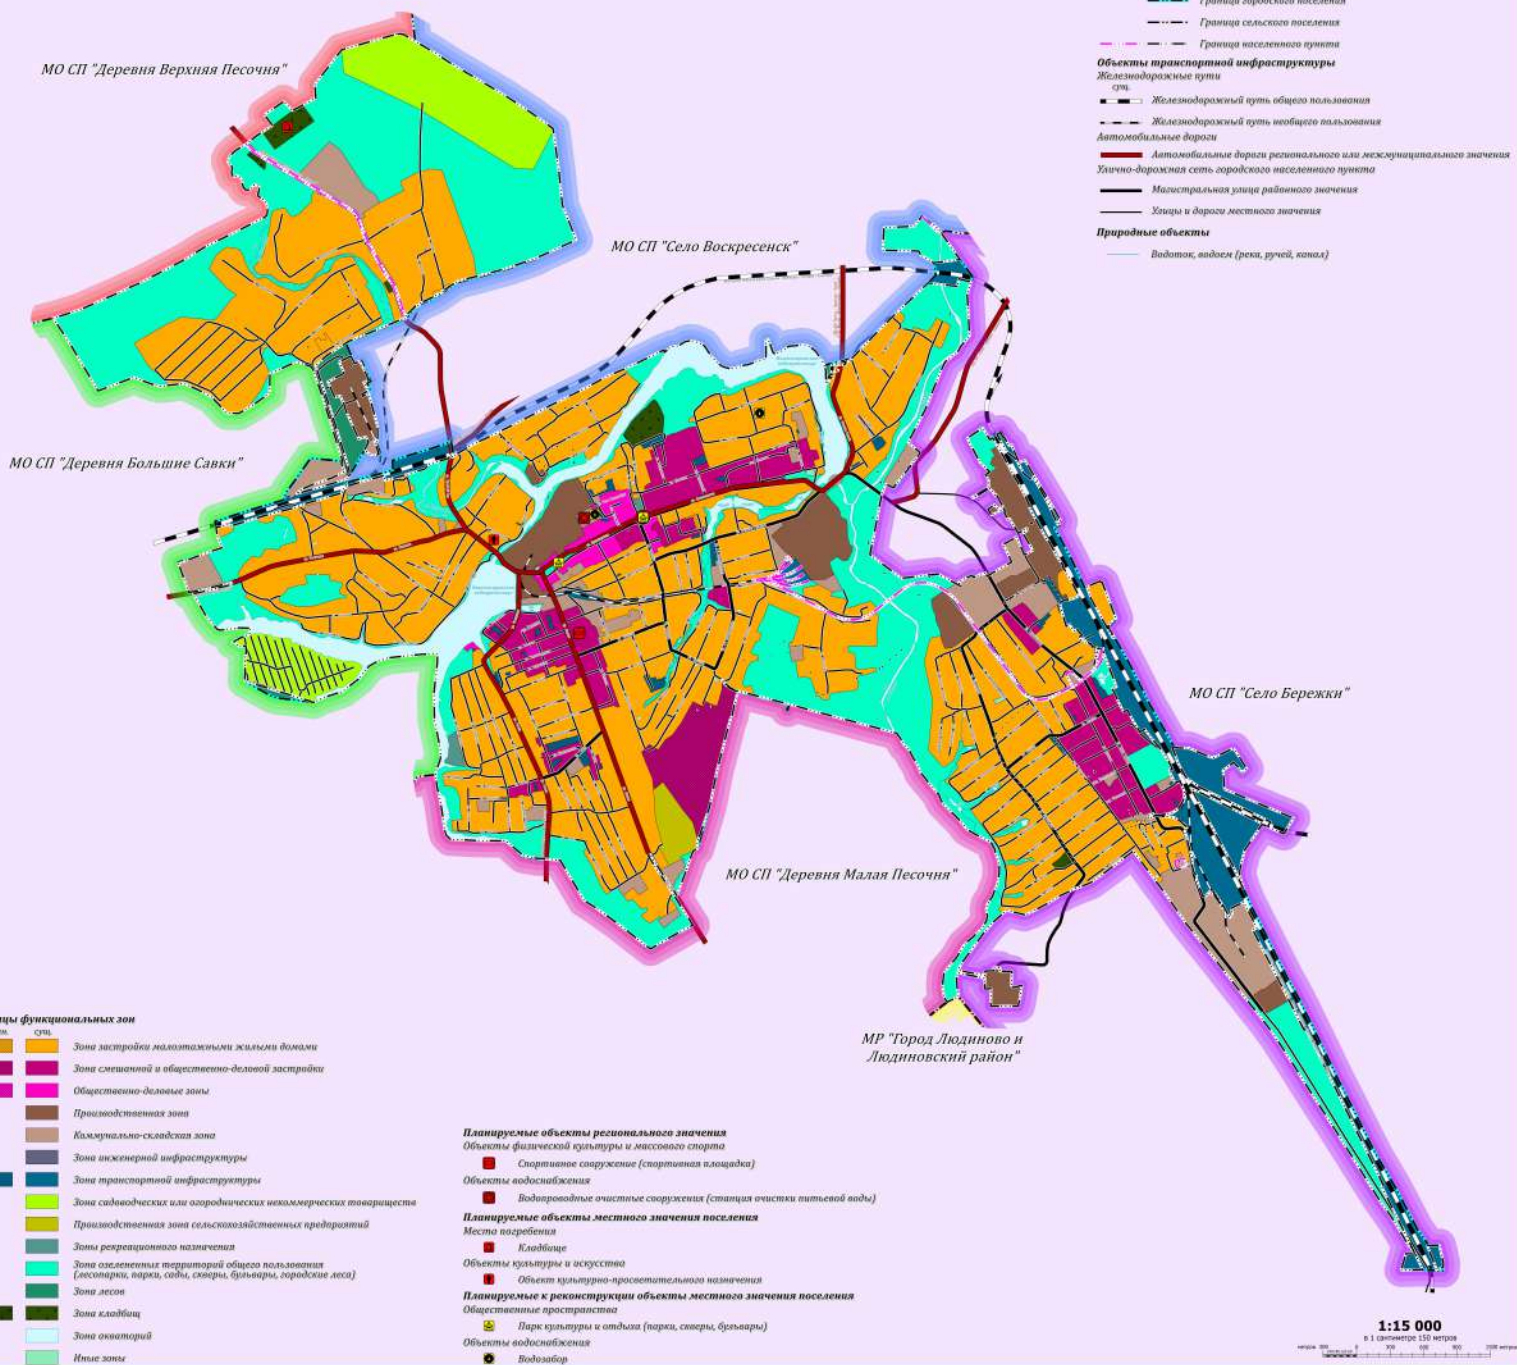 Граница городского поселения
Граница сельского поселения
Граница населенного пункта
Объекты транспортной инфраструктуры
Железнодорожные пути
сущ.
Железнодорожный путь общего пользования
Железнодорожный путь необщего пользования
Автомобильные дороги
Автомобильные дороги регионального или межмуниципального значения
Улично-дорожная сеть городского населенного пункта
Магистральная улица районного значения
Улицы и дороги местного значения
Природные объекты
Водоток, водоем (река, ручей, канал)
МО СП "Деревня Верхняя Песочня"
МО СП "Село Воскресенск"
МО СП "Деревня Большие Савки"
МО СП "Село Бережки"
МО СП "Деревня Малая Песочня"
МР "Город Людиново и
Людиновский район"
функциональных зон
сущ.
Зона застройки малоэтажными жилыми домами
Зона смешанной и общественно-деловой застройки
Общественно-деловые зоны
Производственная зона
Коммунально-складская зона
Зона инженерной инфраструктуры
Зона транспортной инфраструктуры
Зона садоводческих или огороднических некоммерческих товариществ
Производственная зона сельскохозяйственных предприятий
Зоны рекреационного назначения
Зона озелененных территорий общего пользования
(лесопарки, парки, сады, скверы, бульвары, городские леса)
Зона лесов
Зона кладбищ
Зона акваторий
Иные зоны
Планируемые объекты регионального значения
Объекты физической культуры и массового спорта
Спортивное сооружение (спортивная площадка)
Объекты водоснабжения
Водопроводные очистные сооружения (станция очистки питьевой воды)
Планируемые объекты местного значения поселения
Места погребения
Кладбище
Объекты культуры и искусства
Объект культурно-просветительного назначения
Планируемые к реконструкции объекты местного значения поселения
Общественные пространства
Парк культуры и отдыха (парки, скверы, бульвары)
Объекты водоснабжения
Водозабор
1:15 000
в 1 сантиметре 150 метров